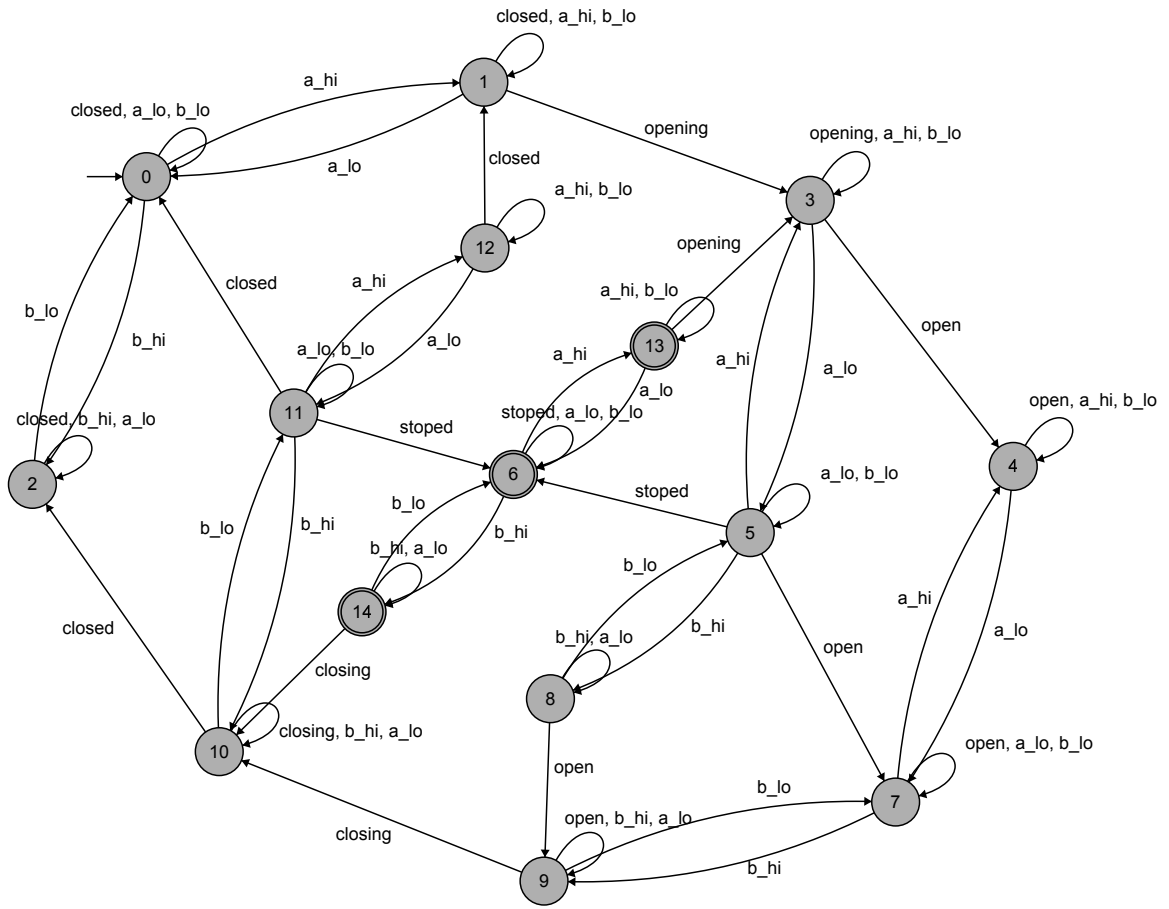 closed, a_hi, b_lo
1
a_hi
closed, a_lo, b_lo
opening
opening, a_hi, b_lo
closed
a_lo
0
a_hi, b_lo
3
12
opening
closed
a_hi
a_hi, b_lo
b_lo
open
b_hi
a_lo
13
a_lo, b_lo
a_hi
a_hi
a_lo
a_lo
open, a_hi, b_lo
closed, b_hi, a_lo
11
stoped
stoped, a_lo, b_lo
4
2
6
a_lo, b_lo
stoped
b_lo
b_lo
b_hi
b_hi
5
b_hi, a_lo
b_lo
a_hi
14
closed
b_hi
a_lo
b_hi, a_lo
open
closing
8
10
closing, b_hi, a_lo
open, a_lo, b_lo
open
b_lo
7
open, b_hi, a_lo
closing
b_hi
9